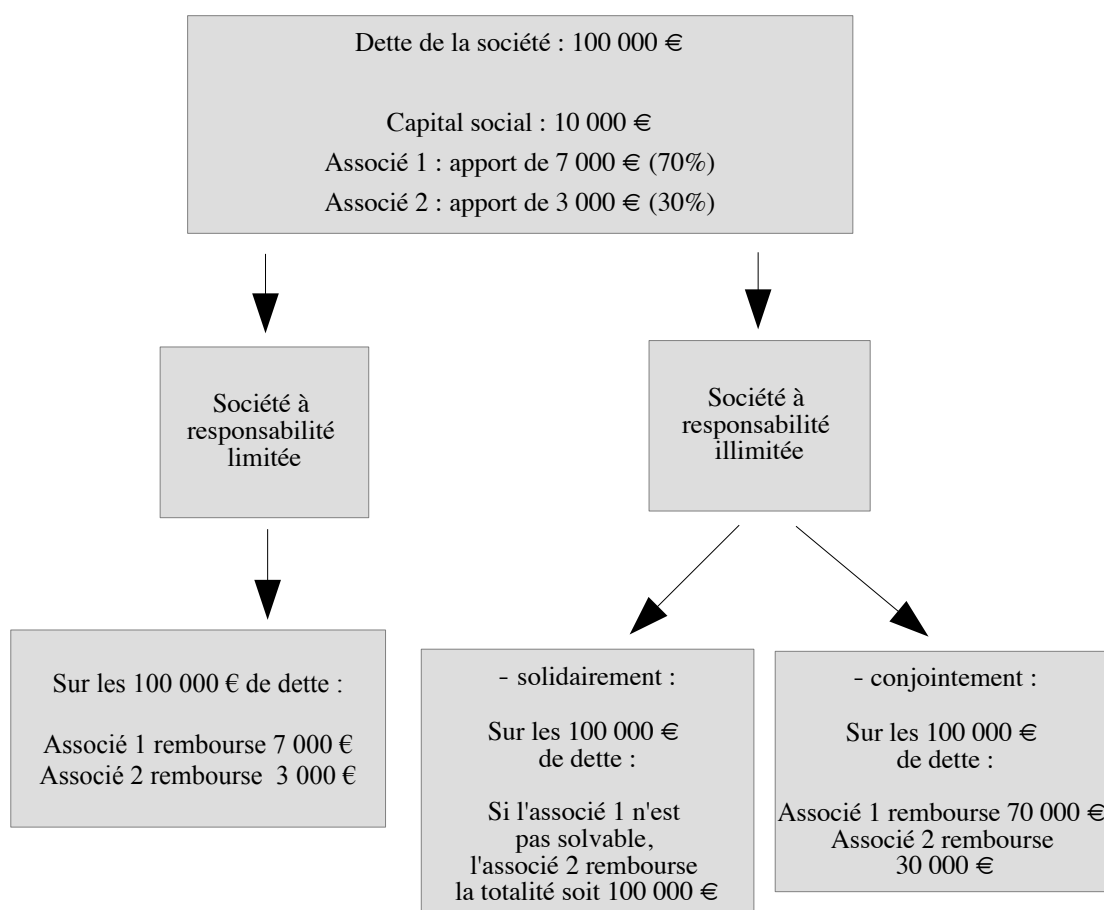 Dette de la société : 100 000 €
Capital social : 10 000 €
Associé 1 : apport de 7 000 € (70%)
Associé 2 : apport de 3 000 € (30%)
Société à
responsabilité
limitée
Société à
responsabilité
illimitée
Sur les 100 000 € de dette :
Associé 1 rembourse 7 000 €
Associé 2 rembourse  3 000 €
- solidairement :
Sur les 100 000 €
de dette :
Si l'associé 1 n'est
pas solvable,
l'associé 2 rembourse
la totalité soit 100 000 €
- conjointement :
Sur les 100 000 €
de dette :
Associé 1 rembourse 70 000 €
Associé 2 rembourse
30 000 €